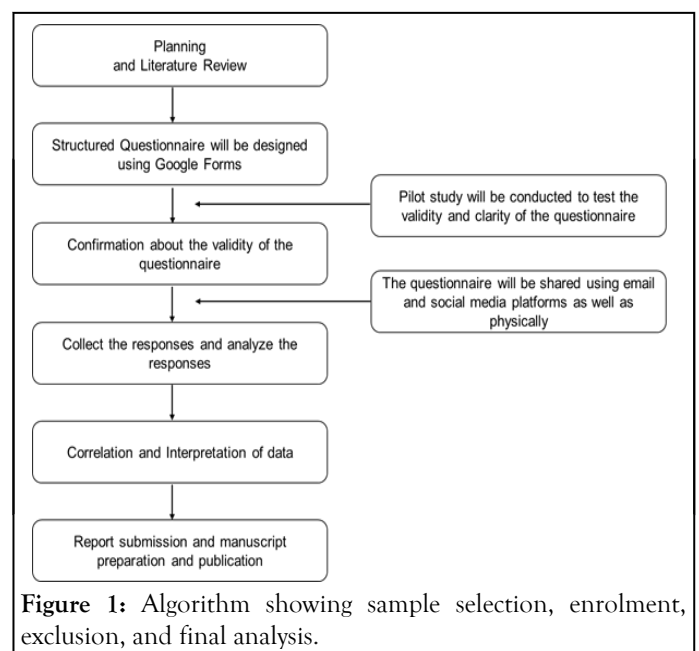 Planning
and Literature Review
Structured Questionnaire will be designed
using Google Forms
Pilot study will be conducted to test the
validity and clarity of the questionnaire
Confirmation about the validity of the
questionnaire
The questionnaire will be shared using email
and social media platforms as well as
physically
Collect the responses and analyze the
responses
Correlation and Interpretation of data
Report submission and manuscript
preparation and publication
Figure 1: Algorithm showing sample selection, enrolment,
exclusion, and final analysis.